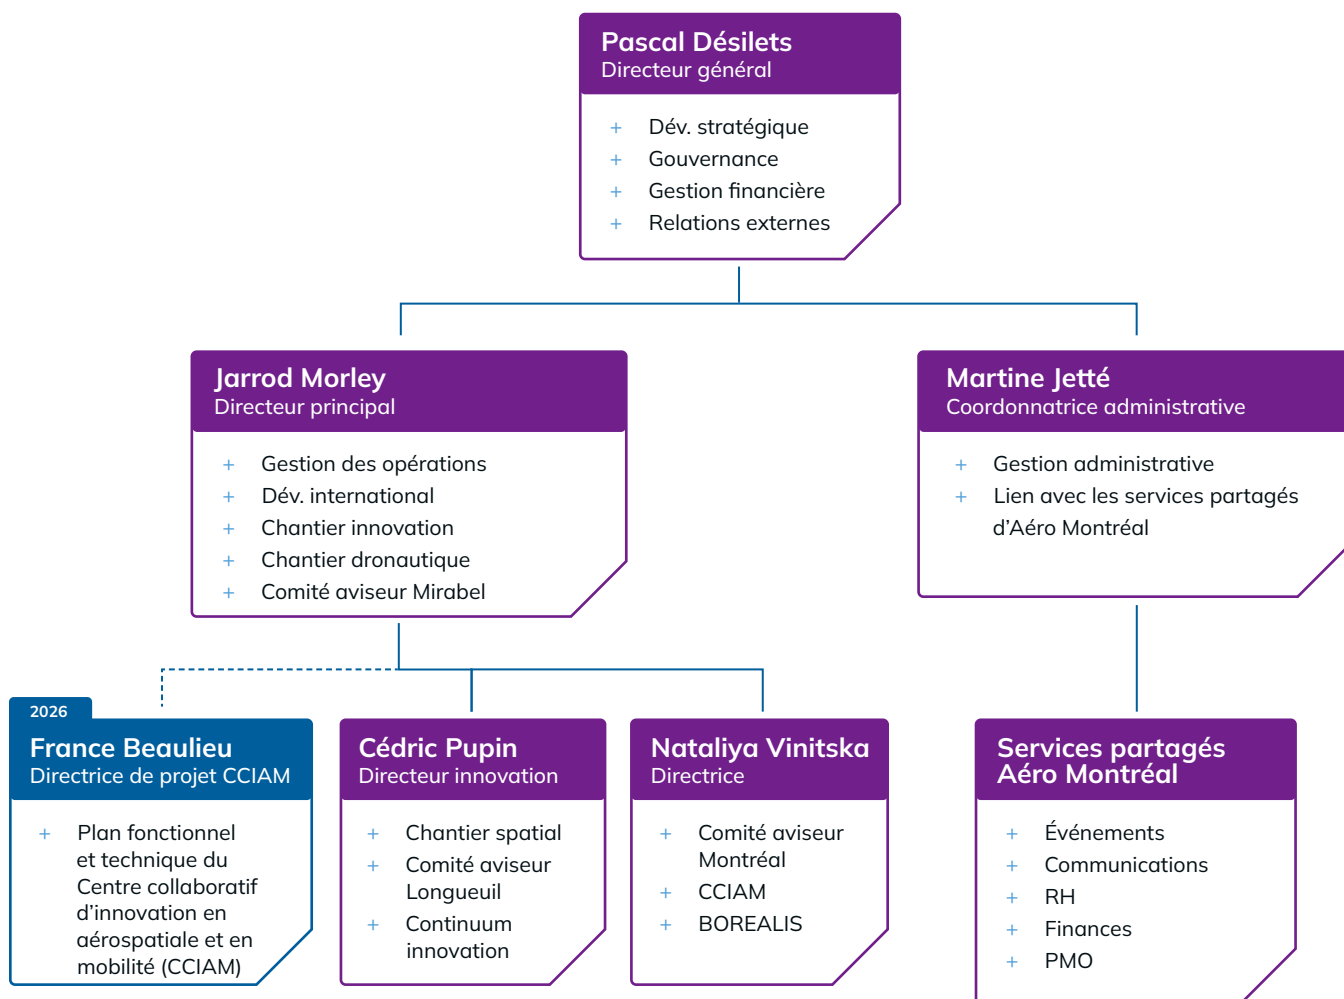 Pascal Désilets
Directeur général
+ Dév. stratégique
+ Gouvernance
+ Gestion financière
+ Relations externes
Jarrod Morley
Directeur principal
+ Gestion des opérations
+ Dév. international
+ Chantier innovation
+ Chantier dronautique
+ Comité aviseur Mirabel
Martine Jetté
Coordonnatrice administrative
+ Gestion administrative
+ Lien avec les services partagés
d’Aéro Montréal
2026
France Beaulieu
Directrice de projet CCIAM
+ Plan fonctionnel
et technique du
Centre collaboratif
d’innovation en
aérospatiale et en
mobilité (CCIAM)
Cédric Pupin
Directeur innovation
+ Chantier spatial
+ Comité aviseur
Longueuil
+ Continuum
innovation
Nataliya Vinitska
Directrice
+ Comité aviseur
Montréal
+ CCIAM
+ BOREALIS
Services partagés
Aéro Montréal
+ Événements
+ Communications
+ RH
+ Finances
+ PMO